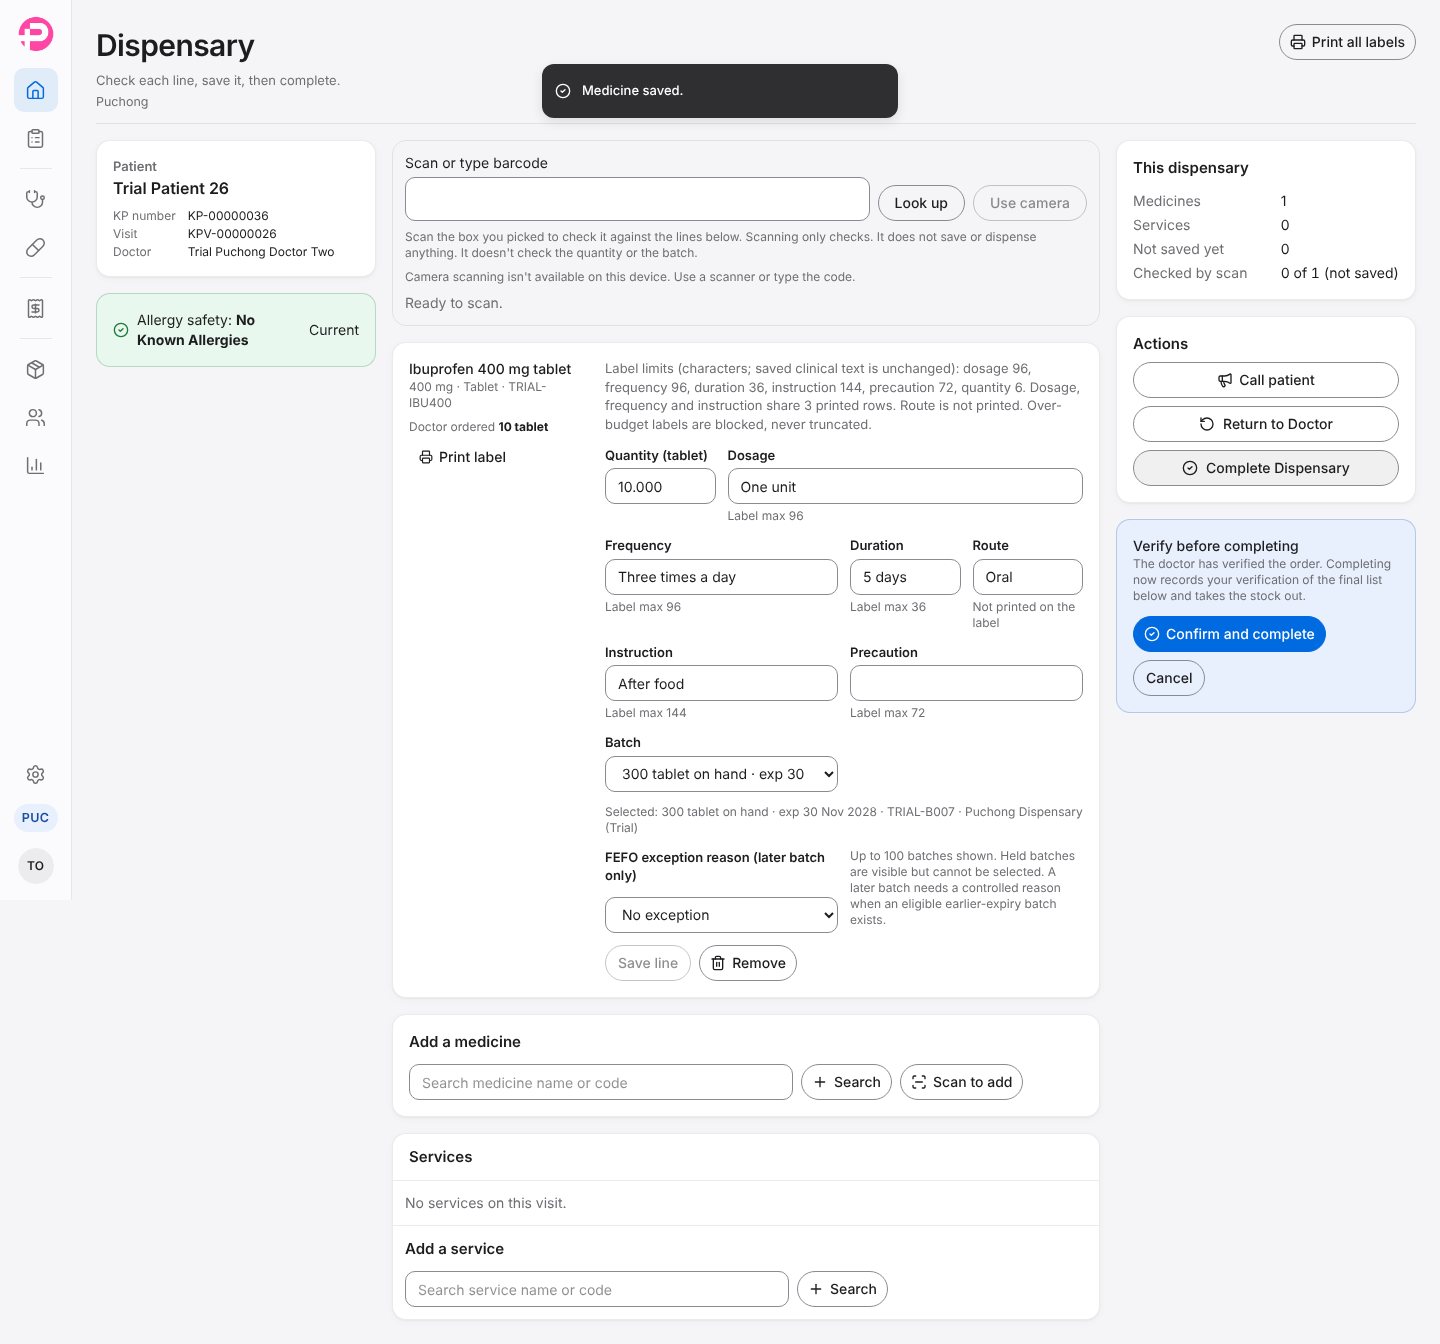 Dispensary
Check each line, save it, then complete.
Puchong
Print all labels
Medicine saved.
Patient
Trial Patient 26
KP number KP-00000036
Visit KPV-00000026
Doctor Trial Puchong Doctor Two
Allergy safety: No
Known Allergies
Current
Scan or type barcode
Look up
Use camera
Scan the box you picked to check it against the lines below. Scanning only checks. It does not save or dispense
anything. It doesn't check the quantity or the batch.
Camera scanning isn't available on this device. Use a scanner or type the code.
Ready to scan.
Ibuprofen 400 mg tablet
400 mg · Tablet · TRIAL-
IBU400
Doctor ordered 10 tablet
Print label
Label limits (characters; saved clinical text is unchanged): dosage 96,
frequency 96, duration 36, instruction 144, precaution 72, quantity 6. Dosage,
frequency and instruction share 3 printed rows. Route is not printed. Over-
budget labels are blocked, never truncated.
Quantity (tablet) Dosage
10.000 One unit
Label max 96
Frequency Duration Route
Three times a day 5 days Oral
Label max 96 Label max 36 Not printed on the
label
Instruction Precaution
After food
Label max 144 Label max 72
Batch
300 tablet on hand · exp 30
Selected: 300 tablet on hand · exp 30 Nov 2028 · TRIAL-B007 · Puchong Dispensary
(Trial)
FEFO exception reason (later batch
only)
No exception
Up to 100 batches shown. Held batches
are visible but cannot be selected. A
later batch needs a controlled reason
when an eligible earlier-expiry batch
exists.
Save line
Remove
Add a medicine
Search medicine name or code
Search
Scan to add
Services
No services on this visit.
Add a service
Search service name or code
Search
This dispensary
Medicines 1
Services 0
Not saved yet 0
Checked by scan 0 of 1 (not saved)
Actions
Call patient
Return to Doctor
Complete Dispensary
Verify before completing
The doctor has verified the order. Completing
now records your verification of the final list
below and takes the stock out.
Confirm and complete
Cancel
PUC
TO